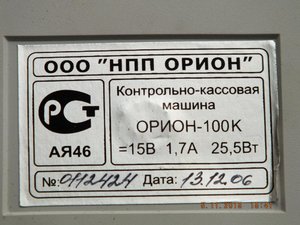 ООО "НПП ОРИОН"
Контрольно-кассовая
машина
РСТ
ОРИОН-100К
АЯ46
=15В 1,7А 25,5Вт
№: 0112424 Дата: 13.12.06